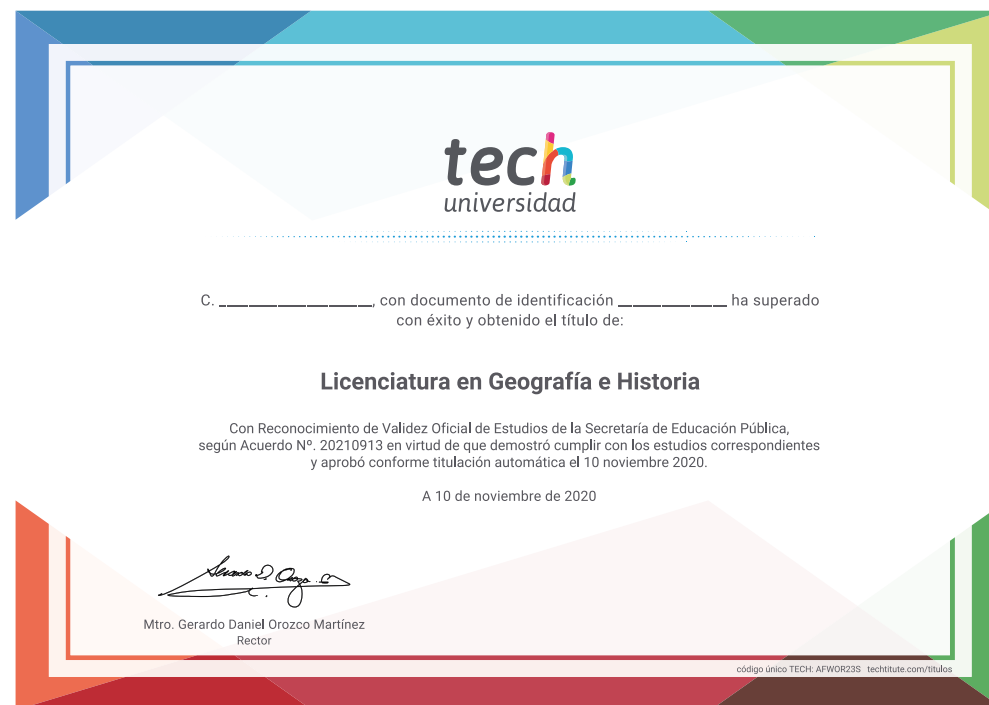 tech
universidad
C. ____________________, con documento de identificación ______________ ha superado
con éxito y obtenido el título de:
Licenciatura en Geografía e Historia
Con Reconocimiento de Validez Oficial de Estudios de la Secretaría de Educación Pública,
según Acuerdo Nº. 20210913 en virtud de que demostró cumplir con los estudios correspondientes
y aprobó conforme titulación automática el 10 noviembre 2020.
A 10 de noviembre de 2020
Mtro. Gerardo Daniel Orozco Martínez
Rector
código único TECH: AFWOR23S techtitute.com/titulos